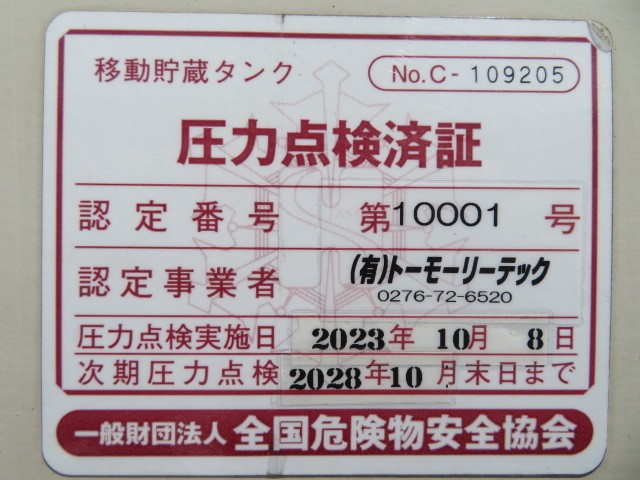 移動貯蔵タンク No.C-109205
圧力点検済証
認定番号 第10001号
認定事業者 (有)トーモーリーテック
0276-72-6520
圧力点検実施日 2023年 10月 8日
次期圧力点検 2028年10月末日まで
一般財団法人 全国危険物安全協会